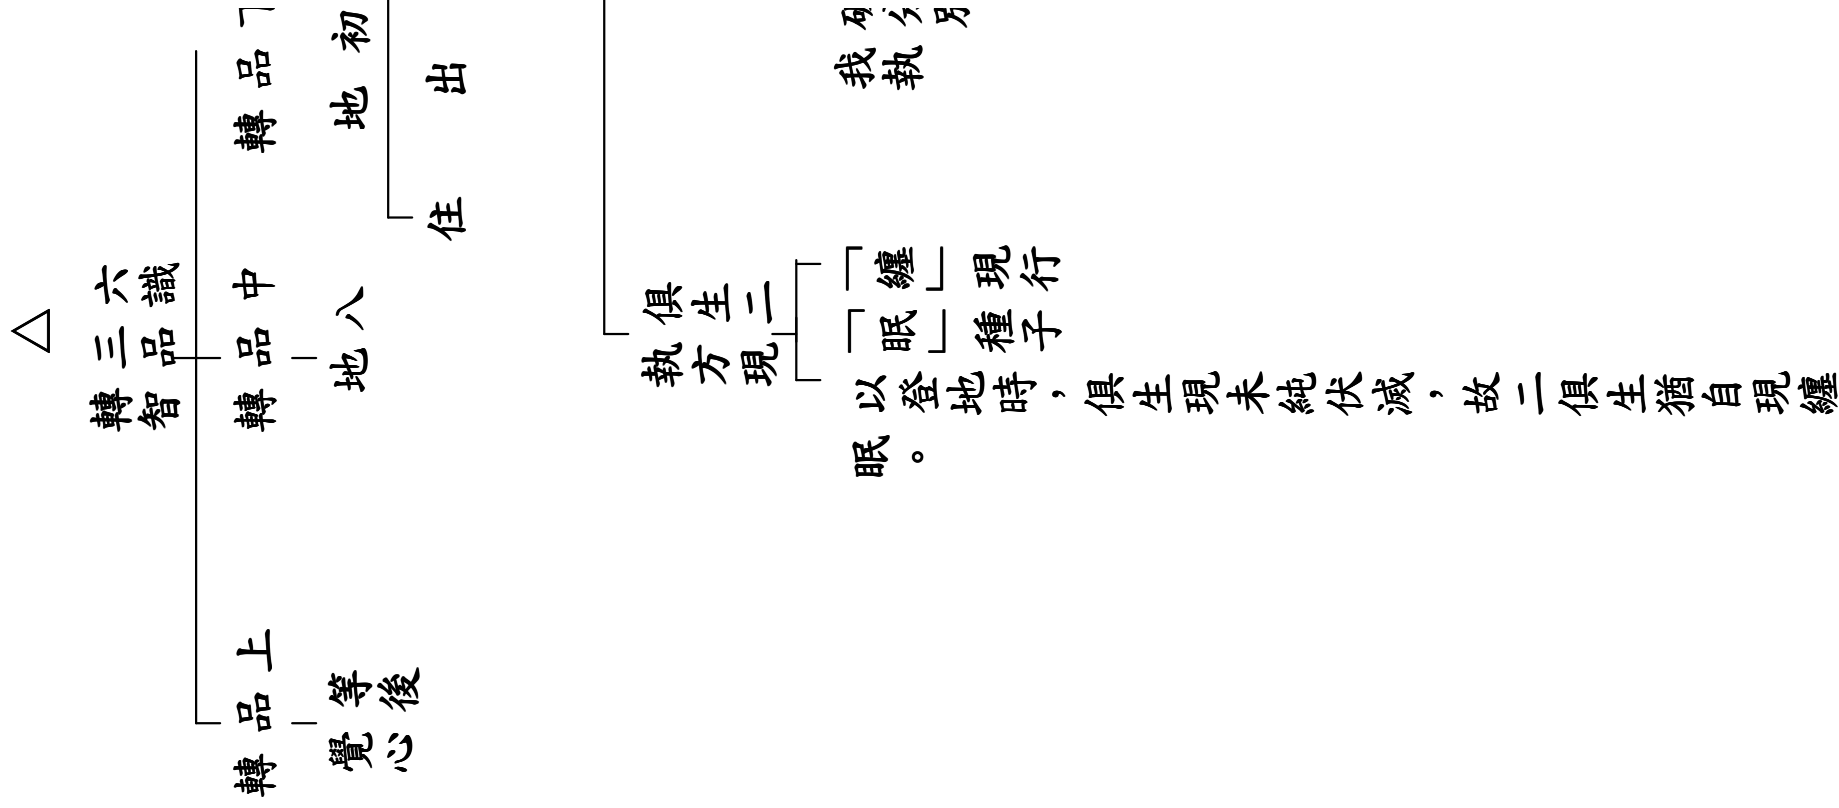 △
六識三品轉智
品轉
中品轉
上品轉
初地
八地
等覺後心
出
住
我執
俱生二執方現
「纏」現行
「眠」種子
以登地時，俱生現未純伏滅，故二俱生猶自現纏
眠。